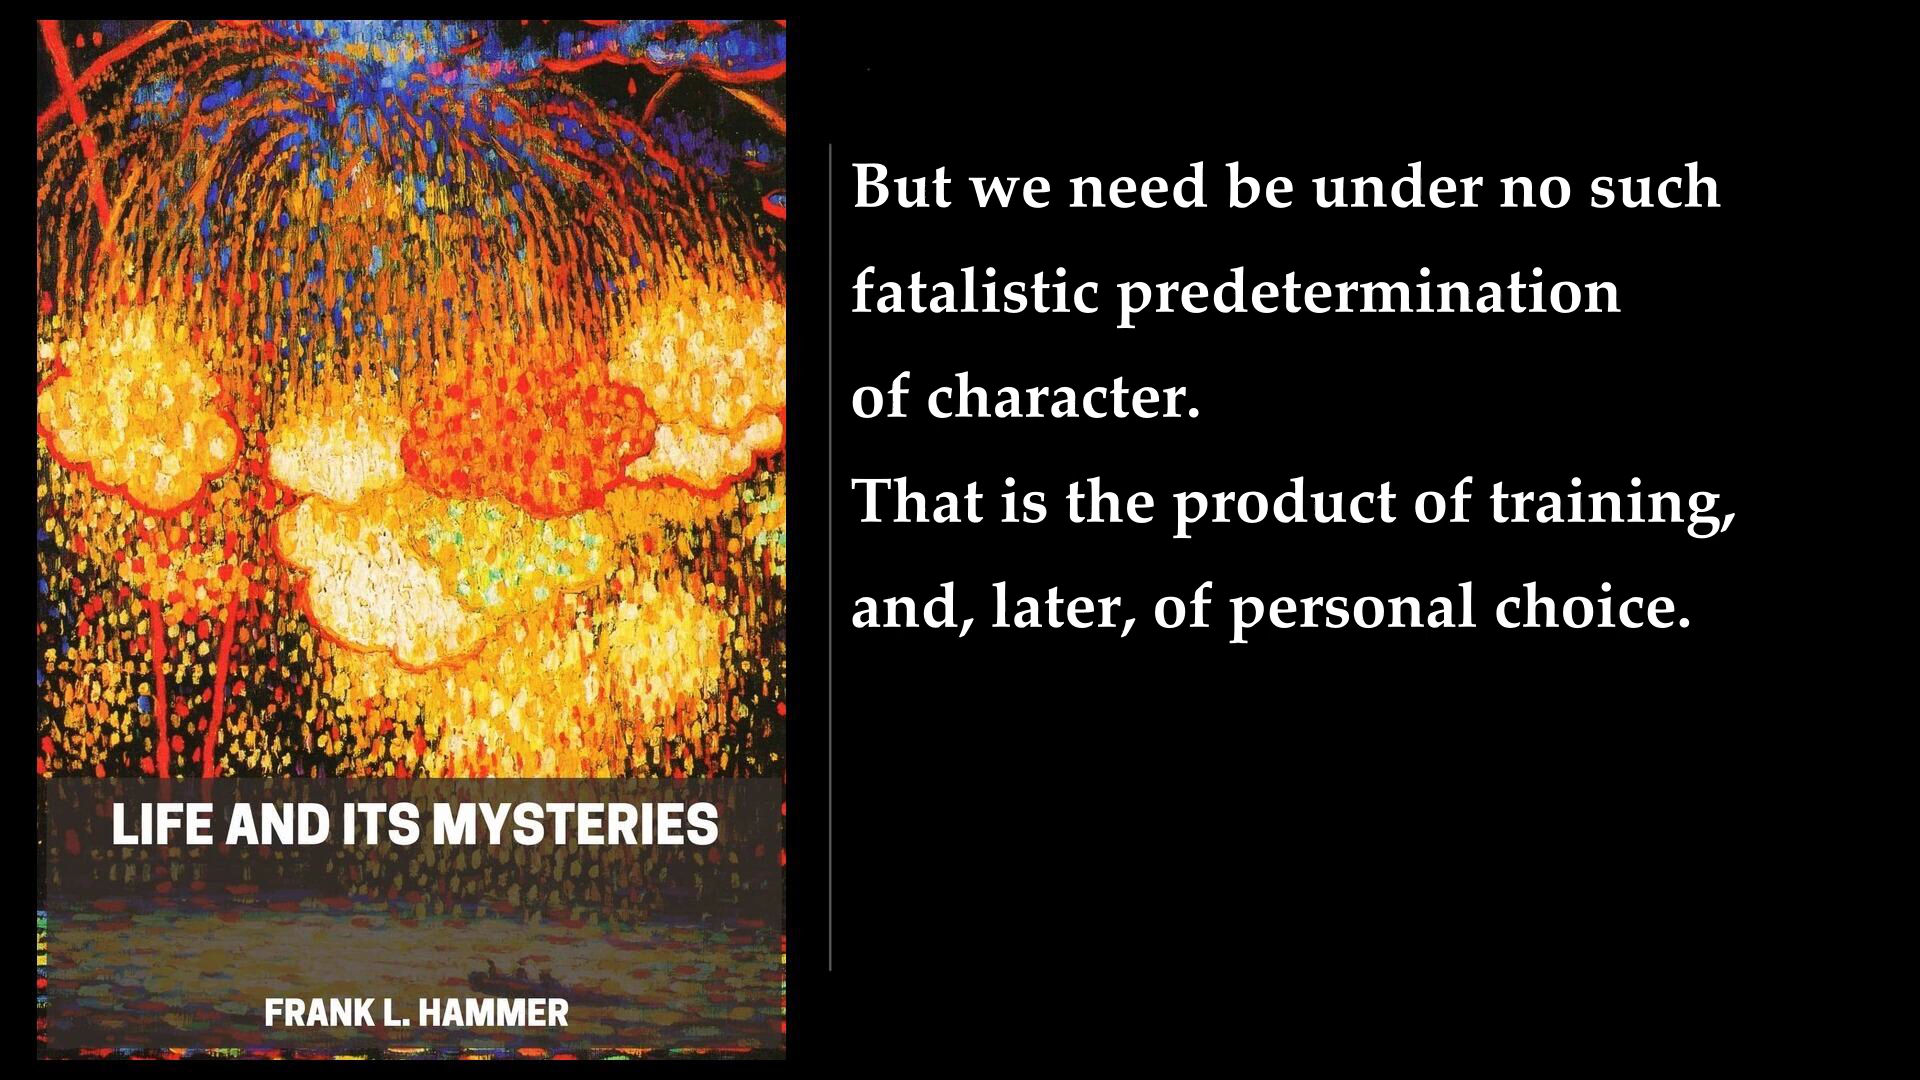 LIFE AND ITS MYSTERIES
FRANK L. HAMMER
But we need be under no such
fatalistic predetermination
of character.
That is the product of training,
and, later, of personal choice.